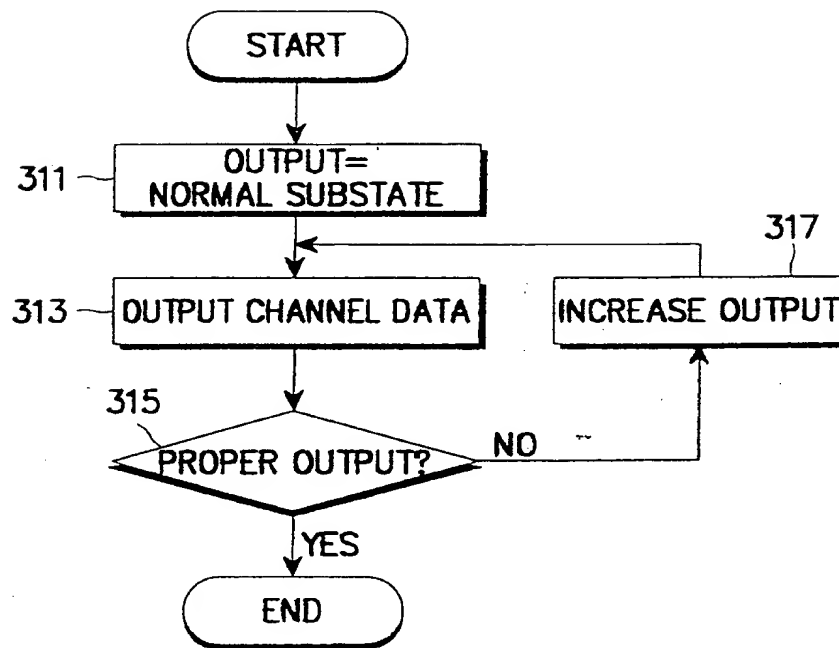 START
311
OUTPUT=
NORMAL SUBSTATE
317
313
OUTPUT CHANNEL DATA
INCREASE OUTPUT
315
PROPER OUTPUT?
NO
YES
END